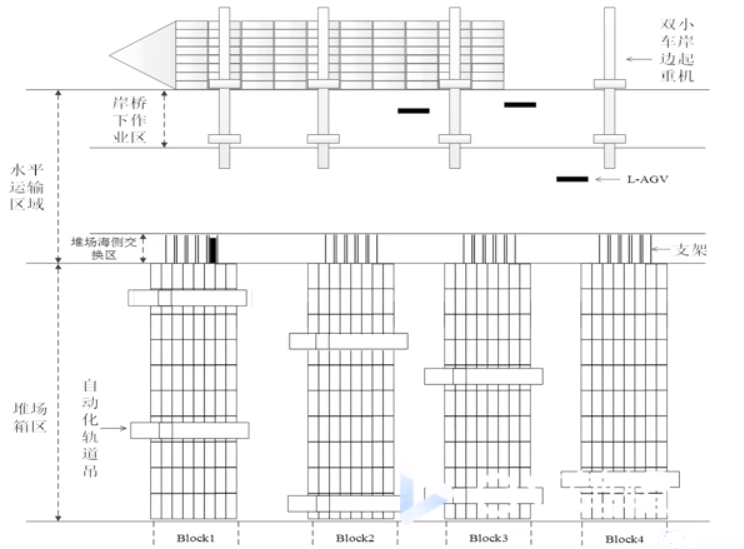 双小
车岸
边起
重机
岸桥
下作
业区
水平
运输
区域
L-AGV
堆场海侧交
换区
支架
堆场
箱区
自
动
化
轨
道
吊
Block1
Block2
Block3
Block4